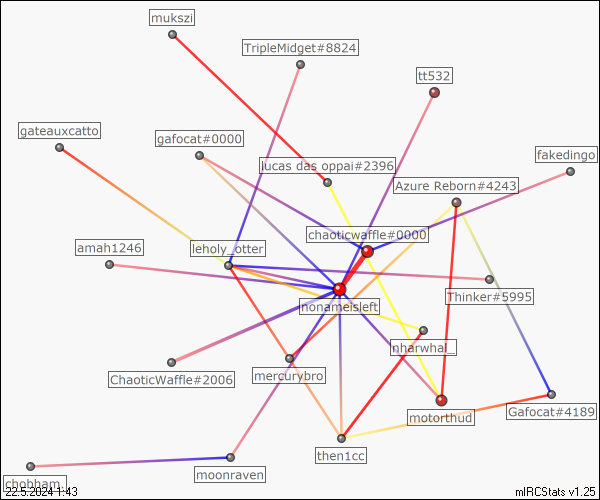 mukszi
TripleMidget#8824
tt532
gateauxcatto
gafocat#0000
lucas das oppai#2396
fakedingo
Azure Reborn#4243
chaoticwaffle#0000
amah1246
leholy_otter
Thinker#5995
nonameisleft
nharwhal_
ChaoticWaffle#2006
mercurybro
motorthud
Gafocat#4189
then1cc
moonraven
chobham_
22.5.2024 1:43
mIRCStats v1.25